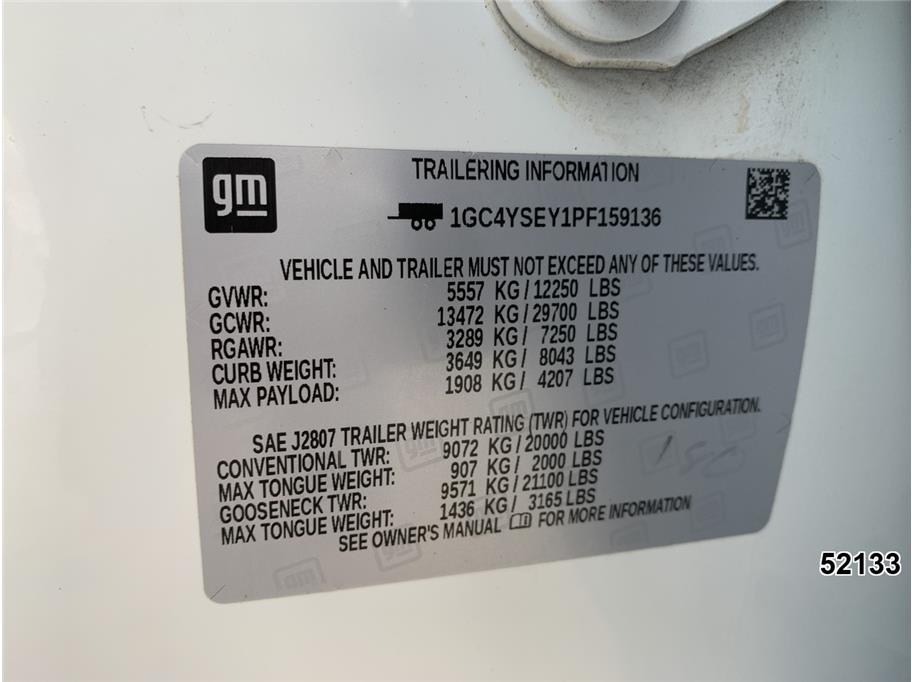 gm
TRAILERING INFORMATION
1GC4YSEY1PF159136
VEHICLE AND TRAILER MUST NOT EXCEED ANY OF THESE VALUES.
GVWR: 5557 KG/12250 LBS
GCWR: 13472 KG/29700 LBS
RGAWR: 3289 KG/ 7250 LBS
CURB WEIGHT: 3649 KG/ 8043 LBS
MAX PAYLOAD: 1908 KG/ 4207 LBS
SAE J2807 TRAILER WEIGHT RATING (TWR) FOR VEHICLE CONFIGURATION.
CONVENTIONAL TWR: 9072 KG/20000 LBS
MAX TONGUE WEIGHT: 907 KG/ 2000 LBS
GOOSENECK TWR: 9571 KG/21100 LBS
MAX TONGUE WEIGHT: 1436 KG/ 3165 LBS
SEE OWNER'S MANUAL FOR MORE INFORMATION
52133